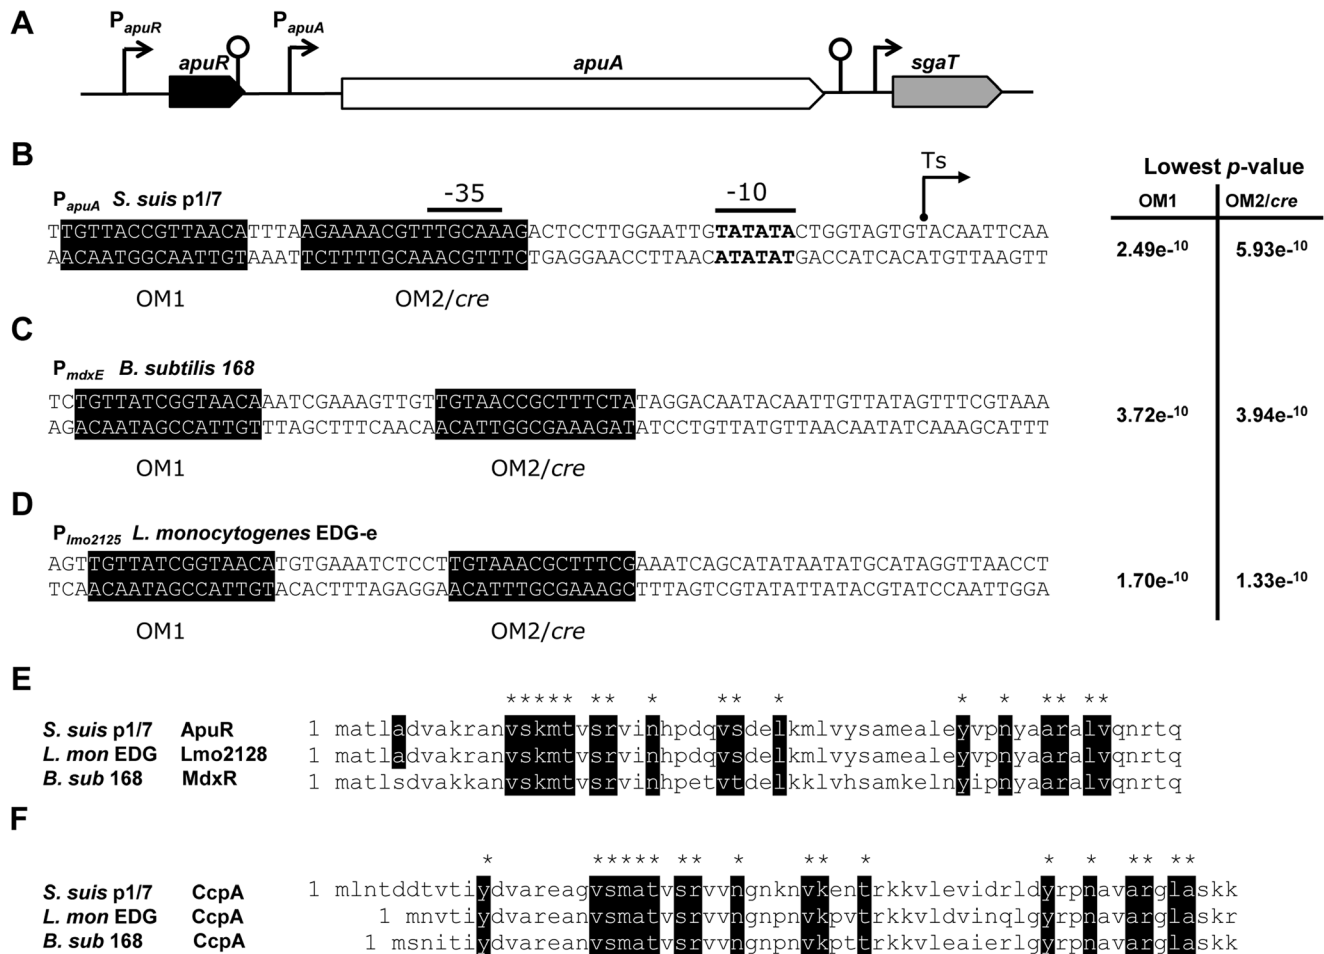 A
PapuR
PapuA
apuR
apuA
sgaT
B
Ts
Lowest p-value
-35
-10
OM1
OM2/cre
PapuA S. suis p1/7
TTGTTACCGTTAACATTTAAGAAAACGTTTGCAAAGACTCCTTGGAATTGTATATACTGGTAGTGTACAATTCAA
AACAATGGCAATTGTAAATTCTTTTGCAAACGTTTCTGAGGAACCTTAACATATATGACCATCACATGTTAAGTT
2.49e-10
5.93e-10
OM1
OM2/cre
C
PmdxE B. subtilis 168
TCTGTTATCGGTAACAAATCGAAAGTTGTTGTAACCGCTTTCTATAGGACAATACAATTGTTATAGTTTCGTAAA
AGACAATAGCCATTGTTTAGCTTTCAACAACATTGGCGAAAGATATCCTGTTATGTTAACAATATCAAAGCATTT
3.72e-10
3.94e-10
OM1
OM2/cre
D
Plmo2125 L. monocytogenes EDG-e
AGTTGTTATCGGTAACATGTGAAATCTCCTTGTAAACGCTTTCGAAATCAGCATATAATATGCATAGGTTAACCT
TCAACAATAGCCATTGTACACTTTAGAGGAACATTTGCGAAAGCTTTAGTCGTATATTATACGTATCCAATTGGA
1.70e-10
1.33e-10
OM1
OM2/cre
E
***** ** * ** * * * ** **
S. suis p1/7 ApuR 1 matladvakranvskmtvsrvinhpdqvsdelkmlvysamealeyvpnyaaralvqnrtq
L. mon EDG Lmo2128 1 matladvakranvskmtvsrvinhpdqvsdelkmlvysamealeyvpnyaaralvqnrtq
B. sub 168 MdxR 1 matlsdvakkanvskmtvsrvinhpetvtdelkklvhsamkelnyipnyaaralvqnrtq
F
* ***** ** * ** * * * ** **
S. suis p1/7 CcpA 1 mlntddtvtiydvareagvsmatvsrvvngnknvkentrkkvlevidrldyrpnavarglaskk
L. mon EDG CcpA 1 mnvtiydvareanvsmatvsrvvngnpnvkpvtrkkvldvinqlgyrpnavarglaskr
B. sub 168 CcpA 1 msnitiydvareanvsmatvsrvvngnpnvkpttrkkvleaierlgyrpnavarglaskk